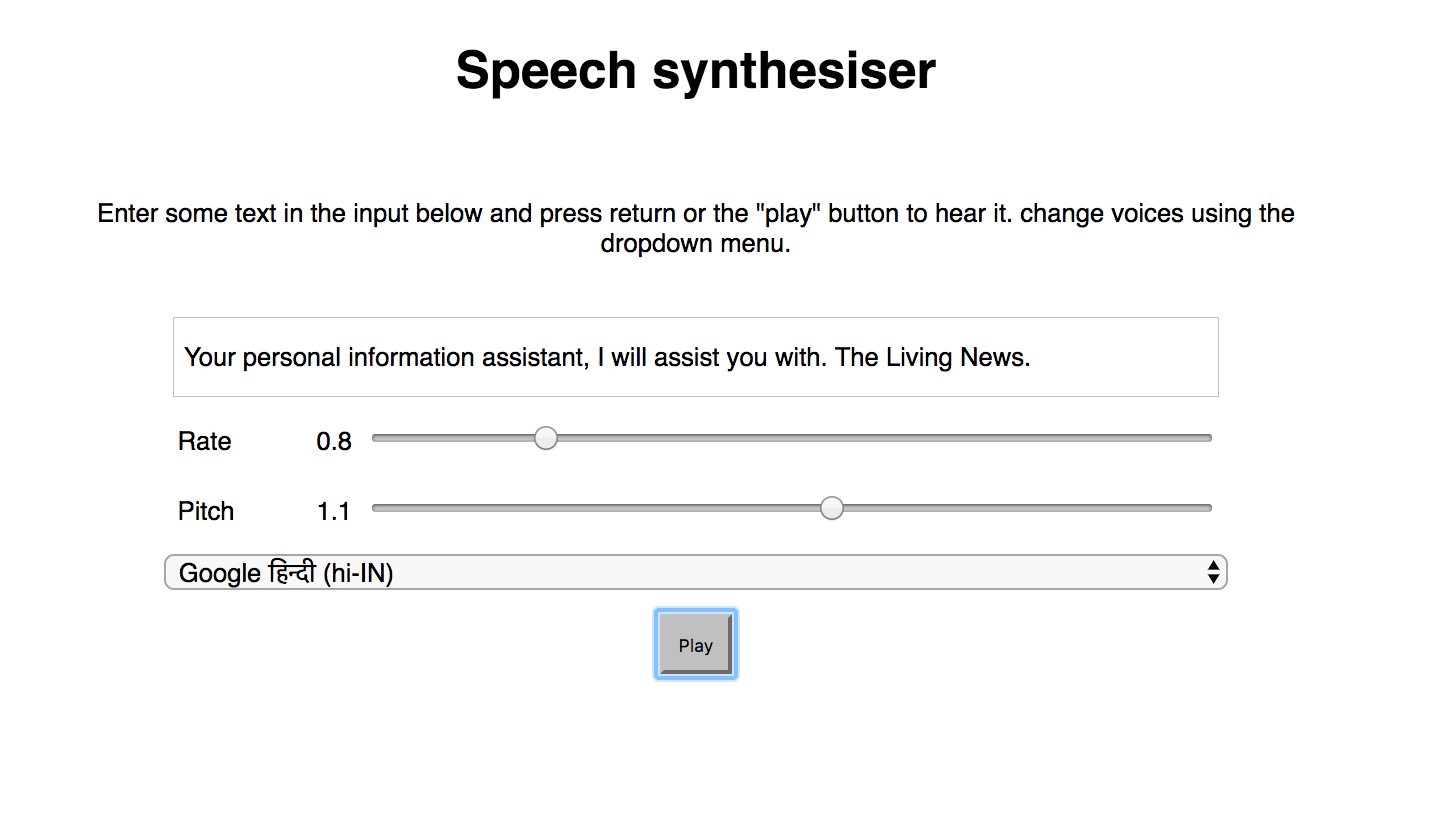 Speech synthesiser
Enter some text in the input below and press return or the "play" button to hear it. change voices using the
dropdown menu.
Your personal information assistant, I will assist you with. The Living News.
Rate 0.8
Pitch 1.1
Google हिन्दी (hi-IN)
Play